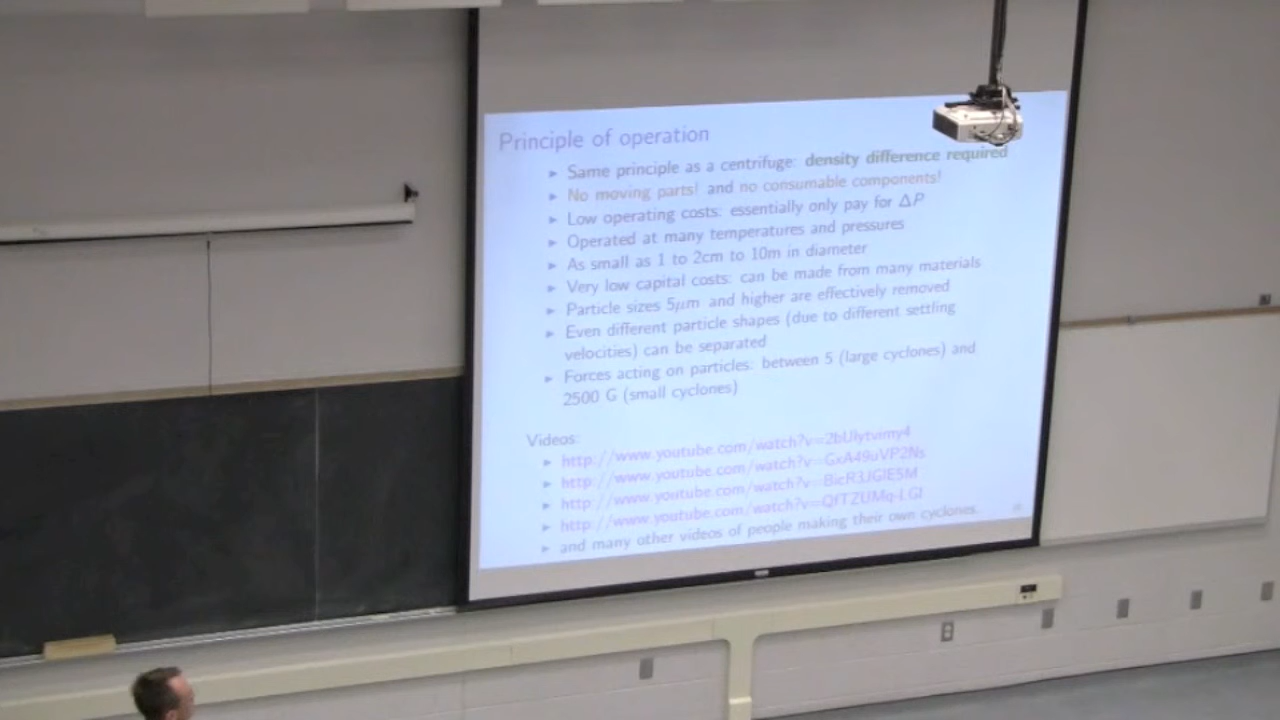 Principle of operation
► Same principle as a centrifuge: density difference required
► No moving parts! and no consumable components!
► Low operating costs: essentially only pay for ΔP
► Operated at many temperatures and pressures
► As small as 1 to 2cm to 10m in diameter
► Very low capital costs: can be made from many materials
► Particle sizes 5μm and higher are effectively removed
► Even different particle shapes (due to different settling
velocities) can be separated
► Forces acting on particles: between 5 (large cyclones) and
2500 G (small cyclones)
Videos:
► http://www.youtube.com/watch?v=
► http://www.youtube.com/watch?v=GxA49uVP2Ns
► http://www.youtube.com/watch?v=
► http://www.youtube.com/watch?v=
► and many other videos of people making their own cyclones.